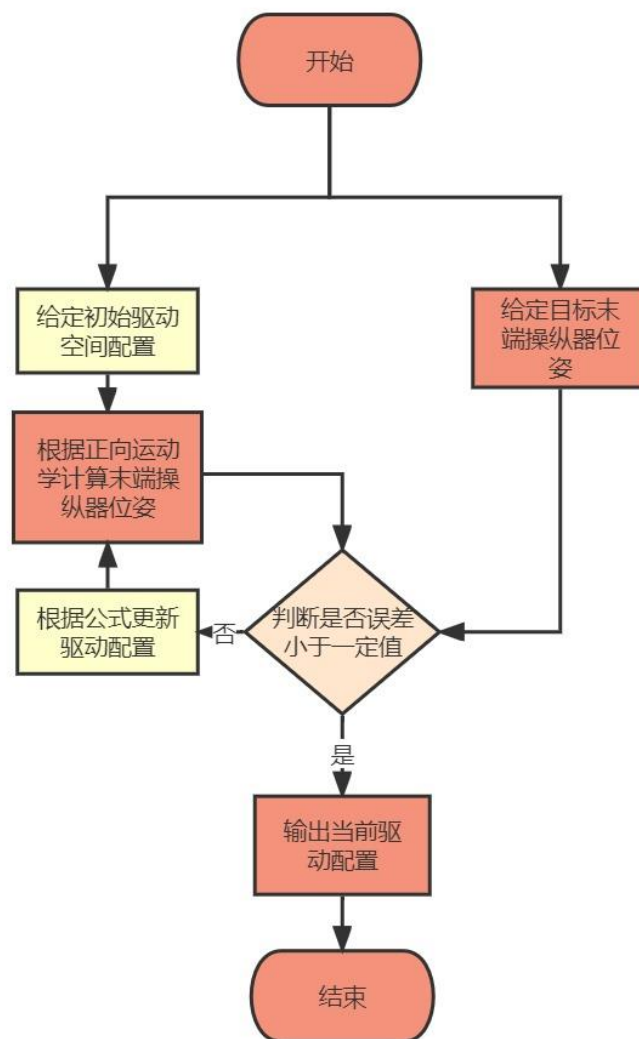 开始
给定初始驱动
空间配置
给定目标末
端操纵器位
姿
根据正向运动
学计算末端操
纵器位姿
根据公式更新
驱动配置
否
判断是否误差
小于一定值
是
输出当前驱
动配置
结束